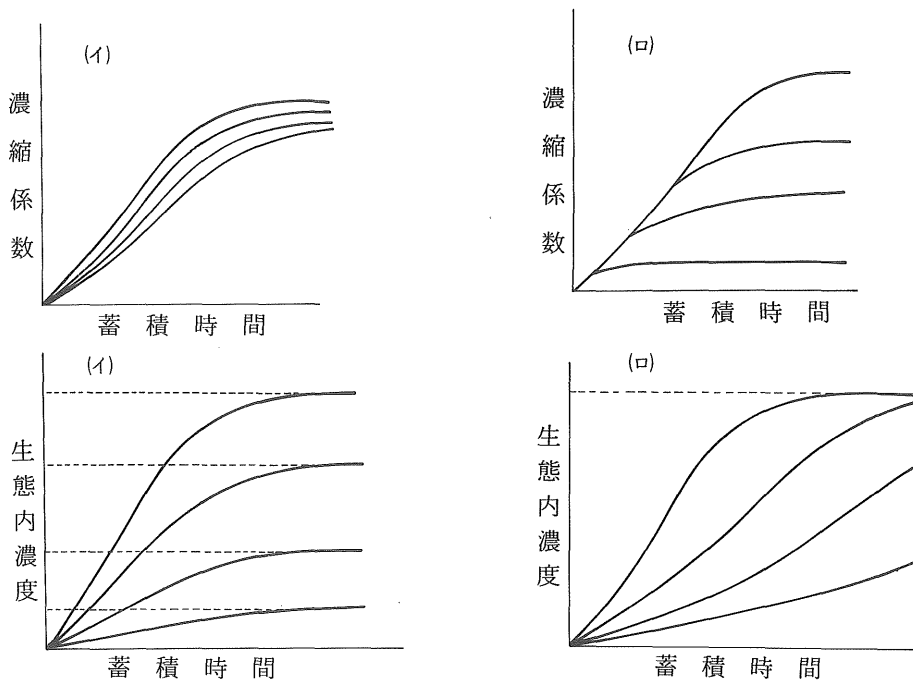 (イ)
濃縮係数
蓄積時間
(ロ)
濃縮係数
蓄積時間
(イ)
生態内濃度
蓄積時間
(ロ)
生態内濃度
蓄積時間